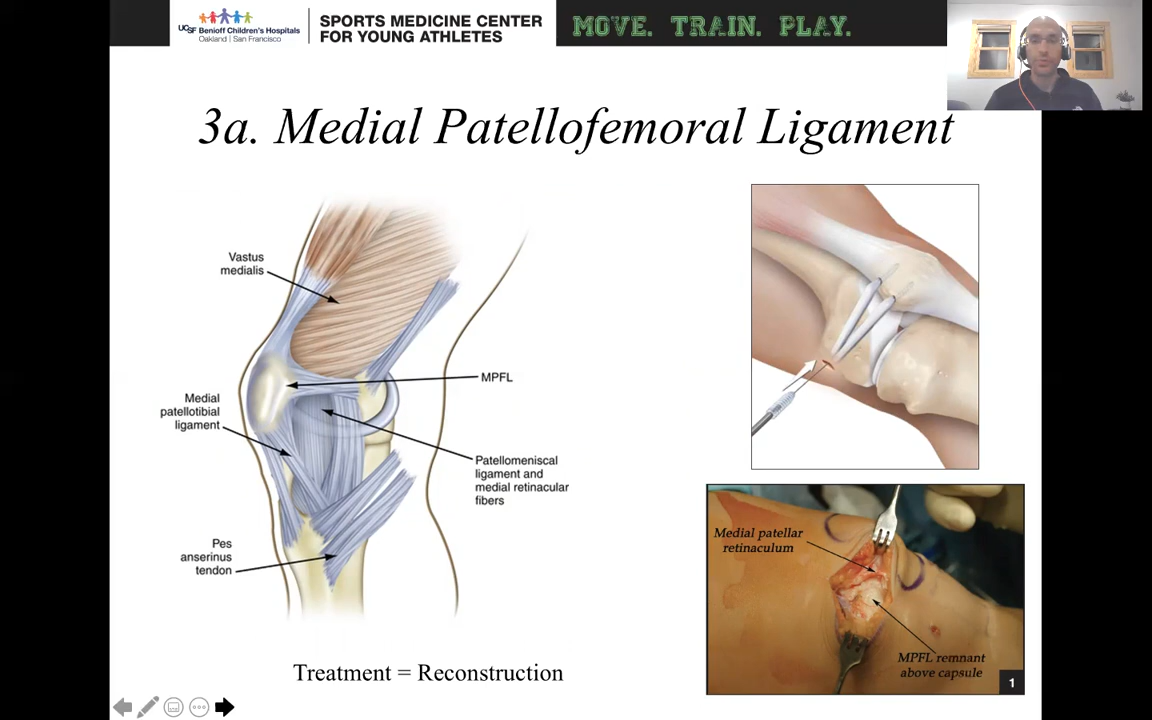 UCSF Benioff Children's Hospitals
Oakland | San Francisco
SPORTS MEDICINE CENTER
FOR YOUNG ATHLETES
MOVE. TRAIN. PLAY.
3a. Medial Patellofemoral Ligament
Vastus
medialis
MPFL
Medial
patellotibial
ligament
Patellomeniscal
ligament and
medial retinacular
fibers
Pes
anserinus
tendon
Medial patellar
retinaculum
MPFL remnant
above capsule
1
Treatment = Reconstruction